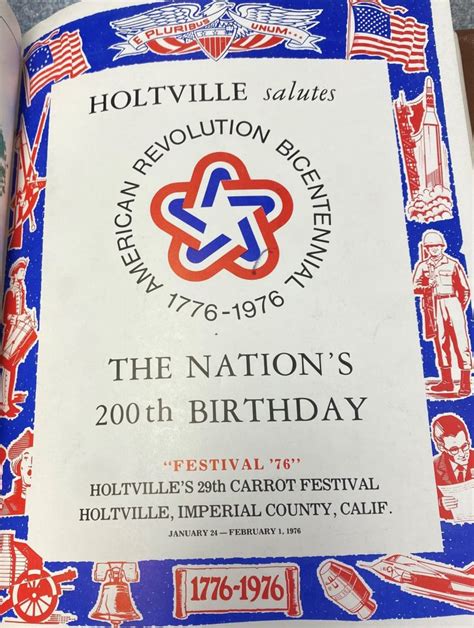 E PLURIBUS UNUM
HOLTVILLE salutes
AMERICAN REVOLUTION BICENTENNIAL
1776-1976
THE NATION'S
200th BIRTHDAY
"FESTIVAL '76"
HOLTVILLE'S 29th CARROT FESTIVAL
HOLTVILLE, IMPERIAL COUNTY, CALIF.
JANUARY 24 — FEBRUARY 1, 1976
1776-1976